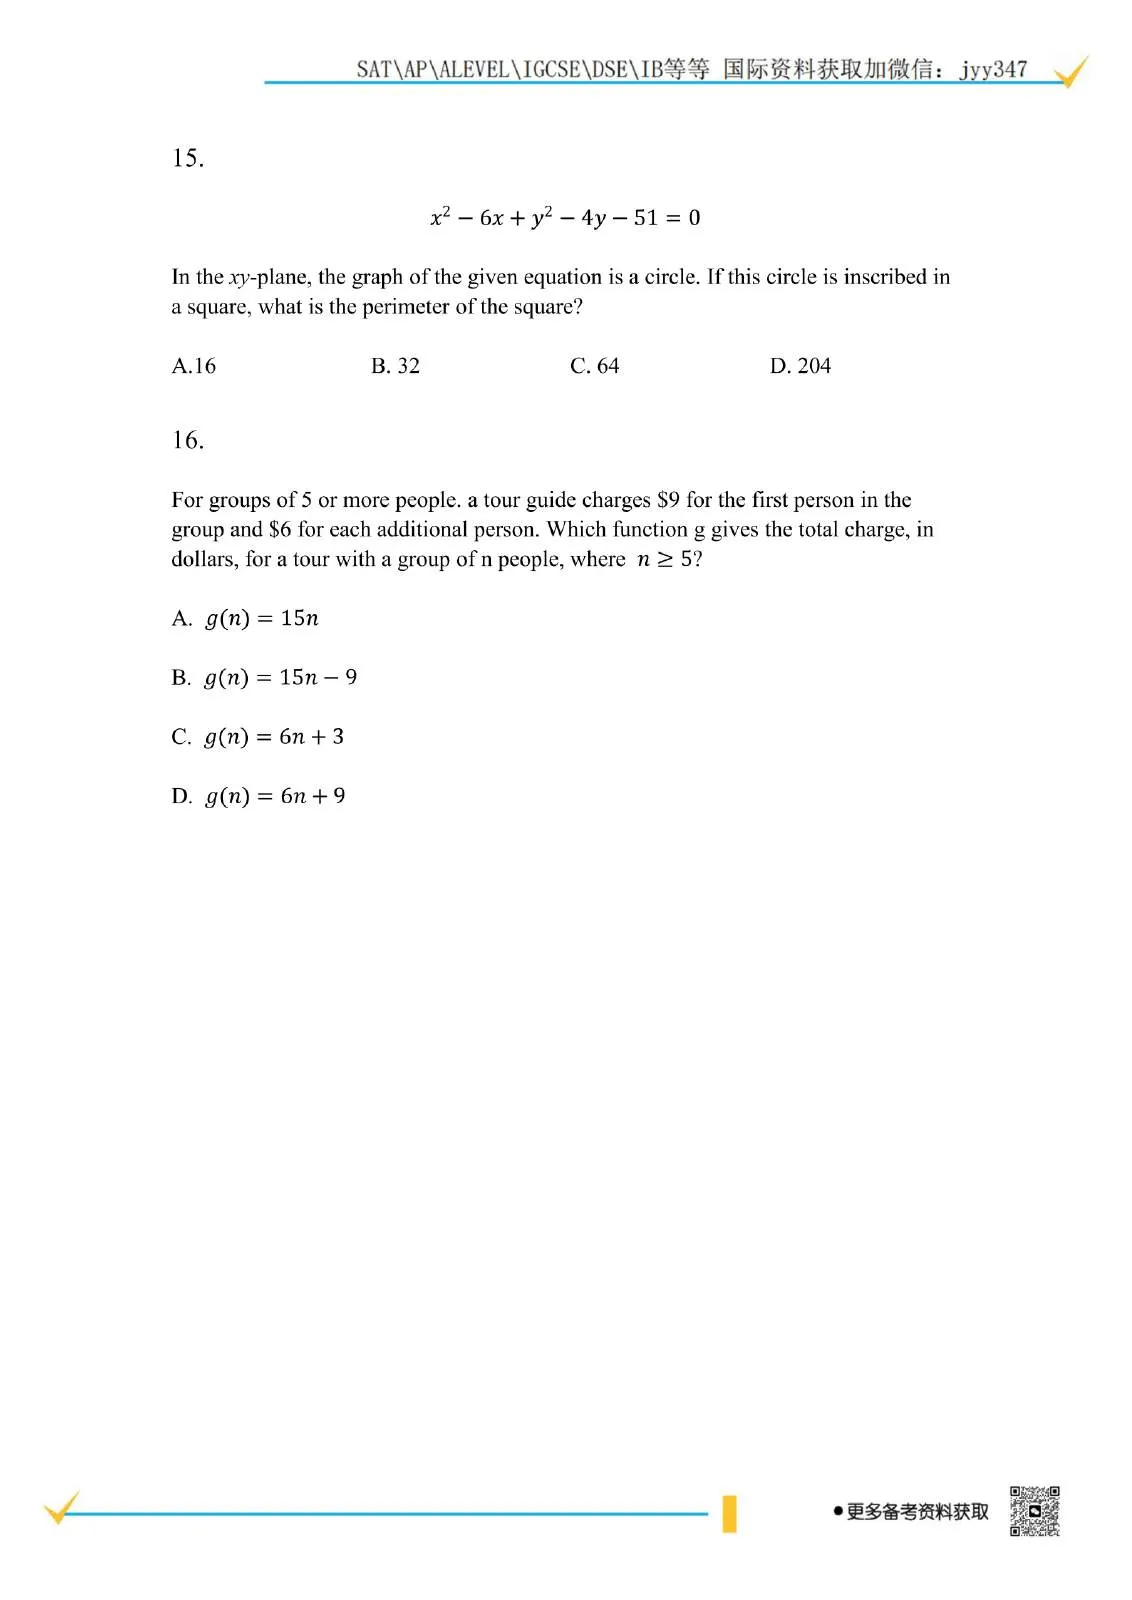 SAT\AP\ALEVEL\IGCSE\DSE\IB等等 国际资料获取加微信：jyy347
15.
x² − 6x + y² − 4y − 51 = 0
In the xy-plane, the graph of the given equation is a circle. If this circle is inscribed in
a square, what is the perimeter of the square?
A.16 B. 32 C. 64 D. 204
16.
For groups of 5 or more people. a tour guide charges $9 for the first person in the
group and $6 for each additional person. Which function g gives the total charge, in
dollars, for a tour with a group of n people, where n ≥ 5?
A. g(n) = 15n
B. g(n) = 15n − 9
C. g(n) = 6n + 3
D. g(n) = 6n + 9
●更多备考资料获取